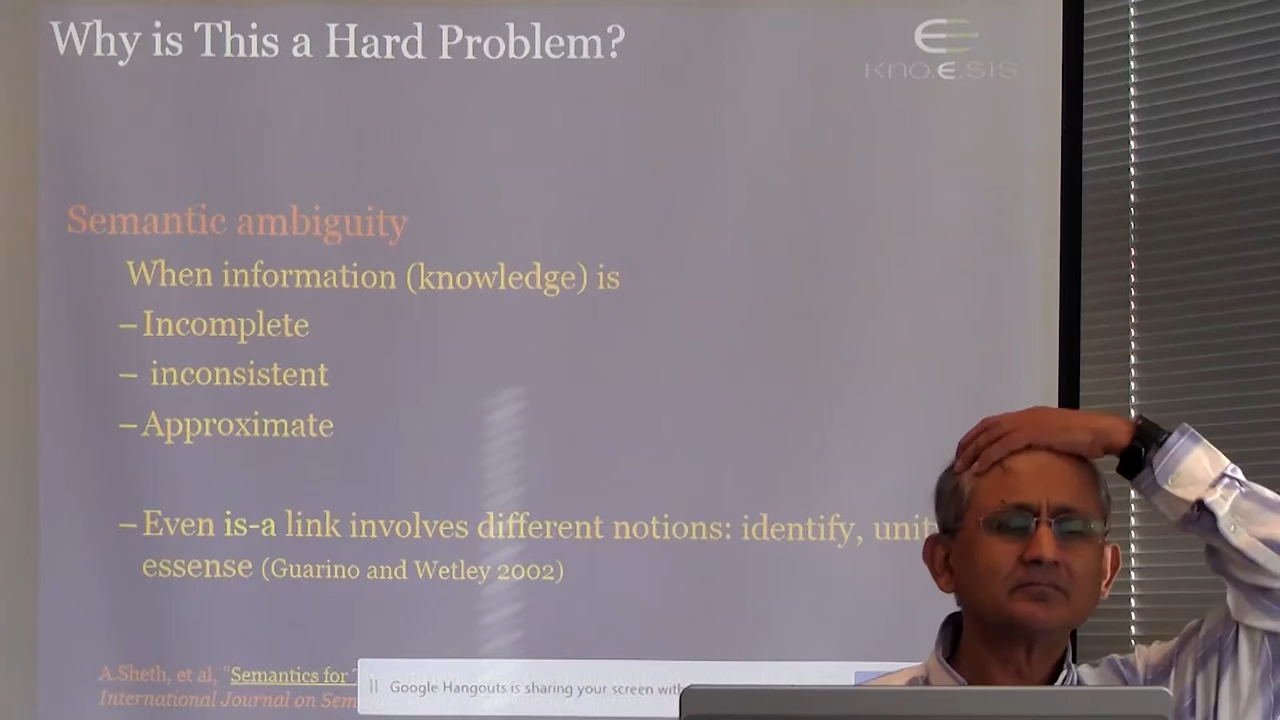 Why is This a Hard Problem?
KNO.E.SIS
Semantic ambiguity
When information (knowledge) is
– Incomplete
– inconsistent
– Approximate
– Even is-a link involves different notions: identify, unit
essense (Guarino and Wetley 2002)
A.Sheth, et al, "Semantics for
International Journal on Sem
Google Hangouts is sharing your screen with